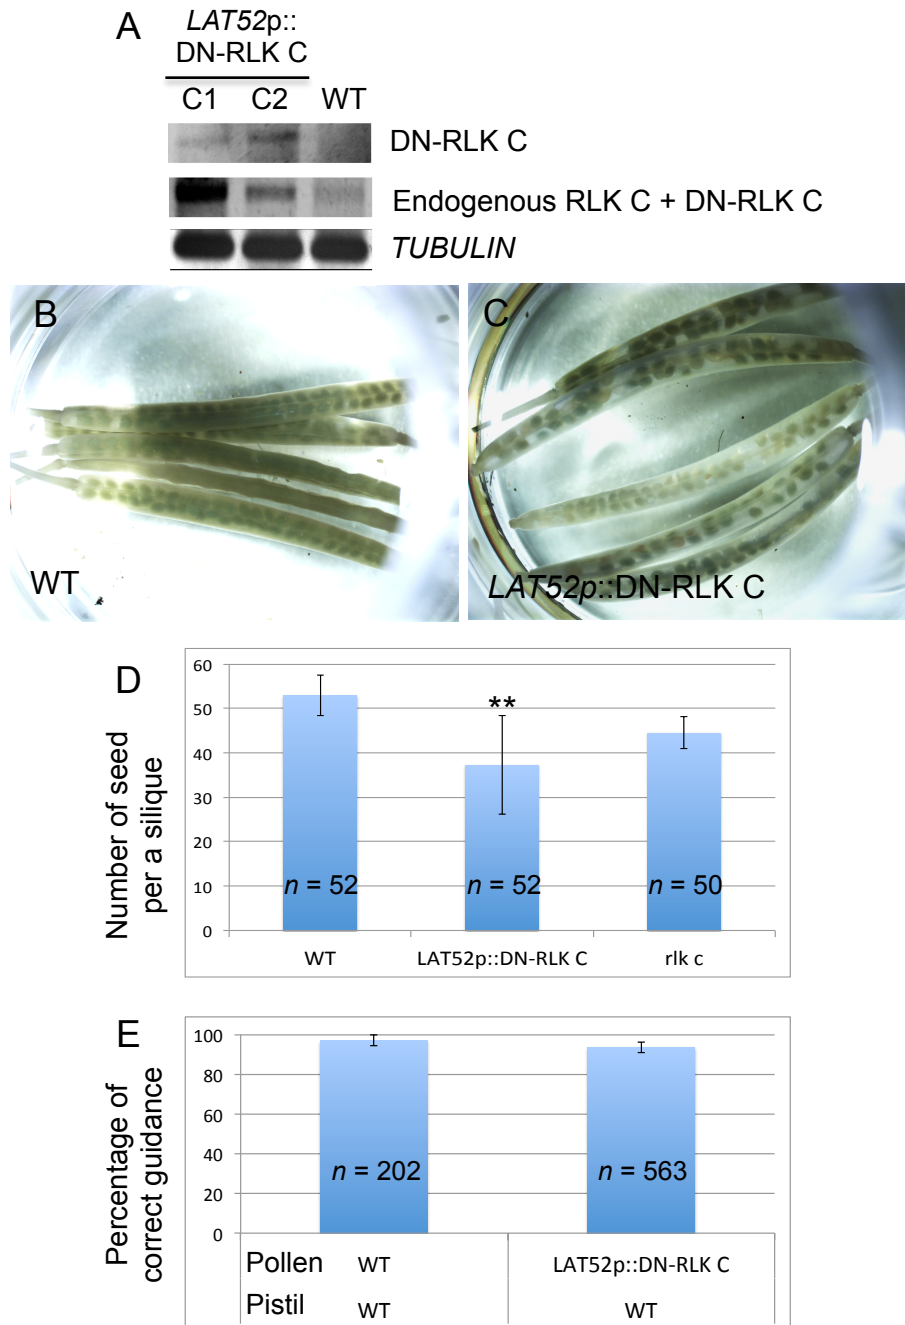 A
LAT52p::
DN-RLK C
C1 C2 WT
DN-RLK C
Endogenous RLK C + DN-RLK C
TUBULIN
B
WT
C
LAT52p::DN-RLK C
D
Number of seed
per a silique
60
50
40
30
20
10
0
**
n = 52
n = 52
n = 50
WT
LAT52p::DN-RLK C
rlk c
E
Percentage of
correct guidance
100
80
60
40
20
0
n = 202
n = 563
Pollen WT LAT52p::DN-RLK C
Pistil WT WT